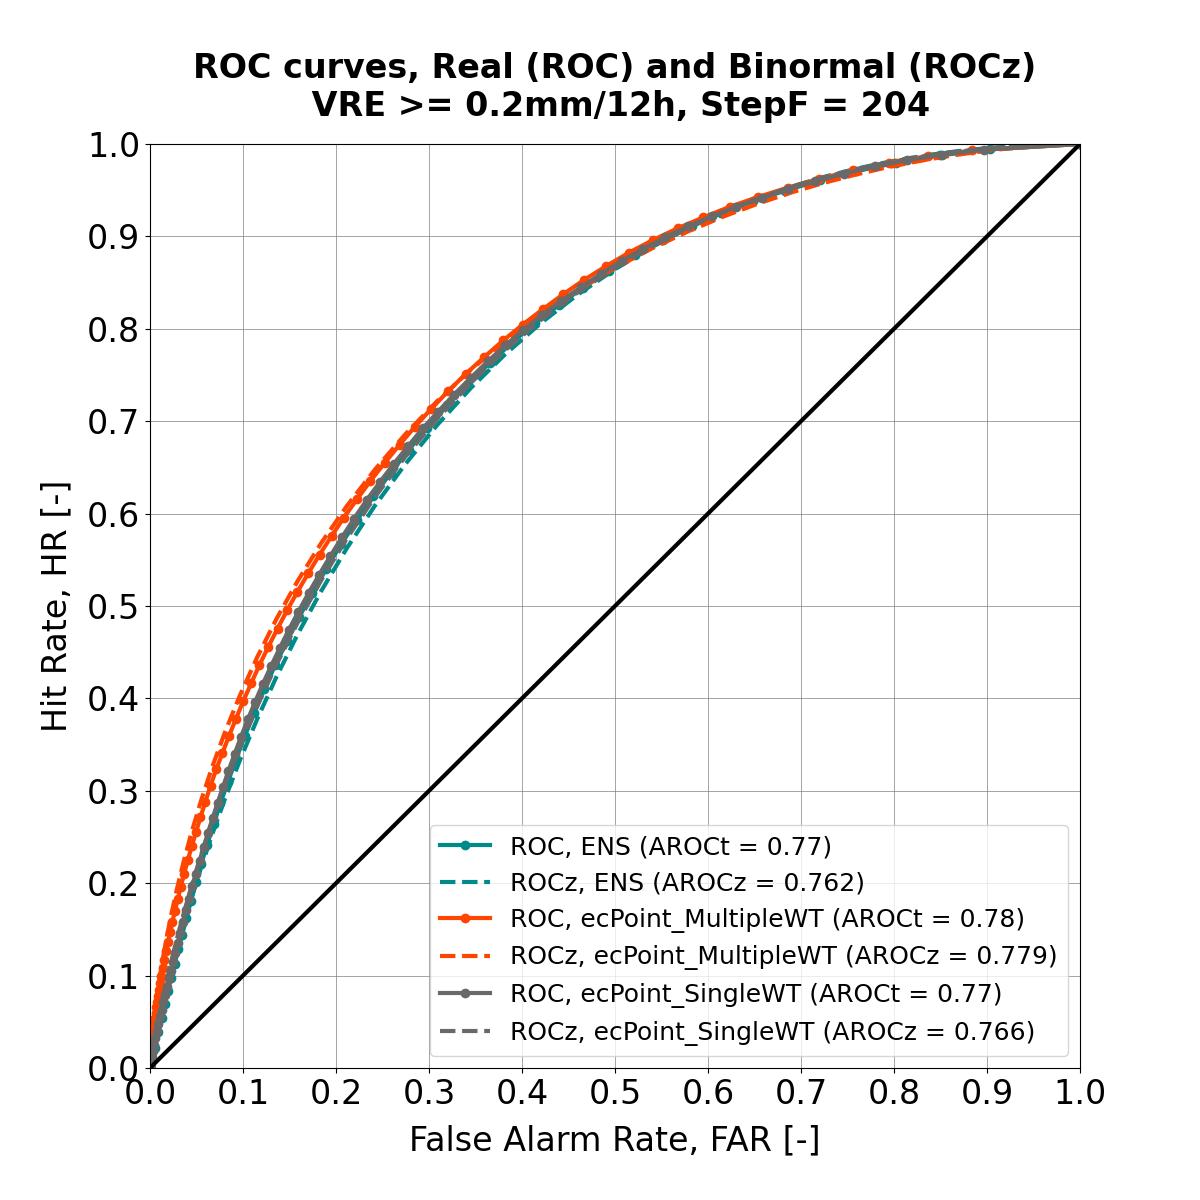 ROC curves, Real (ROC) and Binormal (ROCz)
VRE >= 0.2mm/12h, StepF = 204
1.0
0.9
0.8
0.7
0.6
0.5
0.4
0.3
0.2
0.1
0.0
Hit Rate, HR [-]
ROC, ENS (AROCt = 0.77)
ROCz, ENS (AROCz = 0.762)
ROC, ecPoint_MultipleWT (AROCt = 0.78)
ROCz, ecPoint_MultipleWT (AROCz = 0.779)
ROC, ecPoint_SingleWT (AROCt = 0.77)
ROCz, ecPoint_SingleWT (AROCz = 0.766)
0.0 0.1 0.2 0.3 0.4 0.5 0.6 0.7 0.8 0.9 1.0
False Alarm Rate, FAR [-]